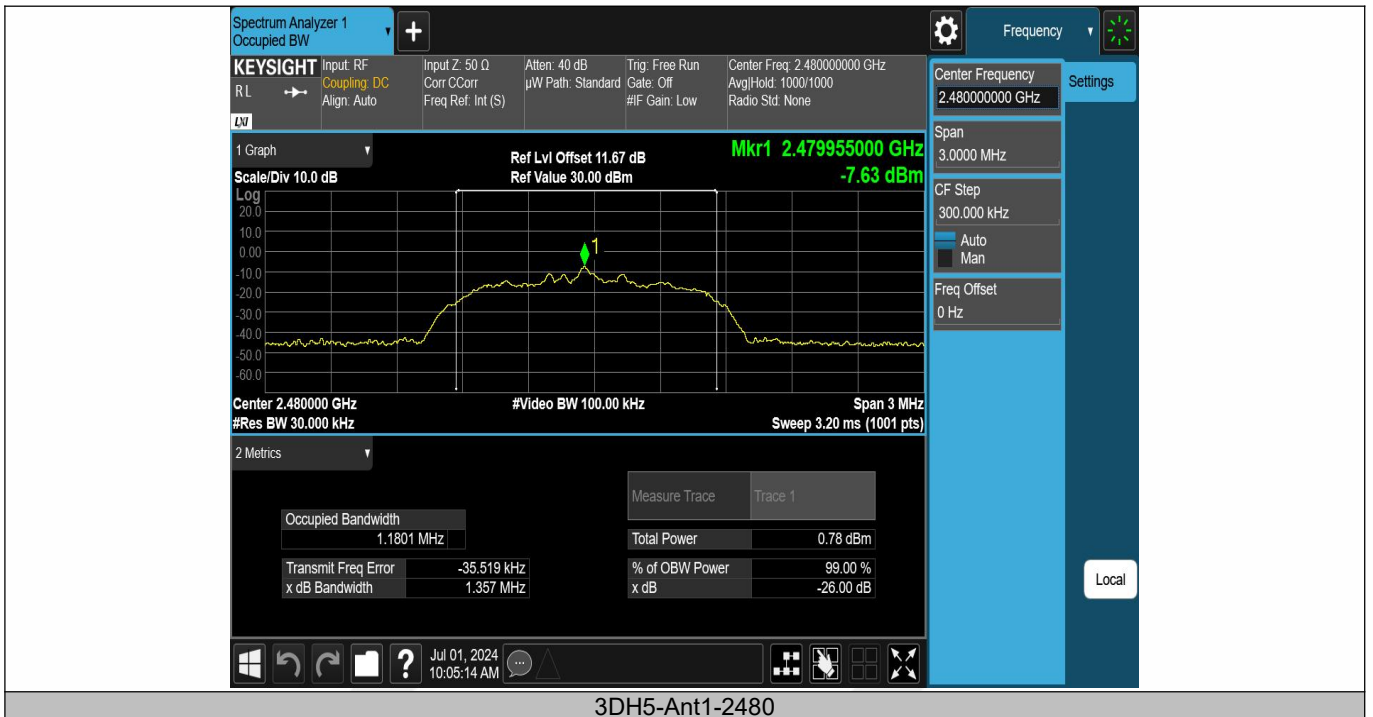 Spectrum Analyzer 1
Occupied BW
Frequency
KEYSIGHT
RL
LXI
Input: RF
Coupling: DC
Align: Auto
Input Z: 50 Ω
Corr CCorr
Freq Ref: Int (S)
Atten: 40 dB
µW Path: Standard
Trig: Free Run
Gate: Off
#IF Gain: Low
Center Freq: 2.480000000 GHz
Avg|Hold: 1000/1000
Radio Std: None
Center Frequency
2.480000000 GHz
Settings
Span
3.0000 MHz
CF Step
300.000 kHz
Auto
Man
Freq Offset
0 Hz
Local
1 Graph
Scale/Div 10.0 dB
Ref Lvl Offset 11.67 dB
Ref Value 30.00 dBm
Mkr1 2.479955000 GHz
-7.63 dBm
Log
20.0
10.0
0.00
-10.0
-20.0
-30.0
-40.0
-50.0
-60.0
1
Center 2.480000 GHz
#Video BW 100.00 kHz
Span 3 MHz
#Res BW 30.000 kHz
Sweep 3.20 ms (1001 pts)
2 Metrics
Measure Trace Trace 1
Occupied Bandwidth
1.1801 MHz
Total Power 0.78 dBm
Transmit Freq Error -35.519 kHz
% of OBW Power 99.00 %
x dB Bandwidth 1.357 MHz
x dB -26.00 dB
?
Jul 01, 2024
10:05:14 AM
3DH5-Ant1-2480